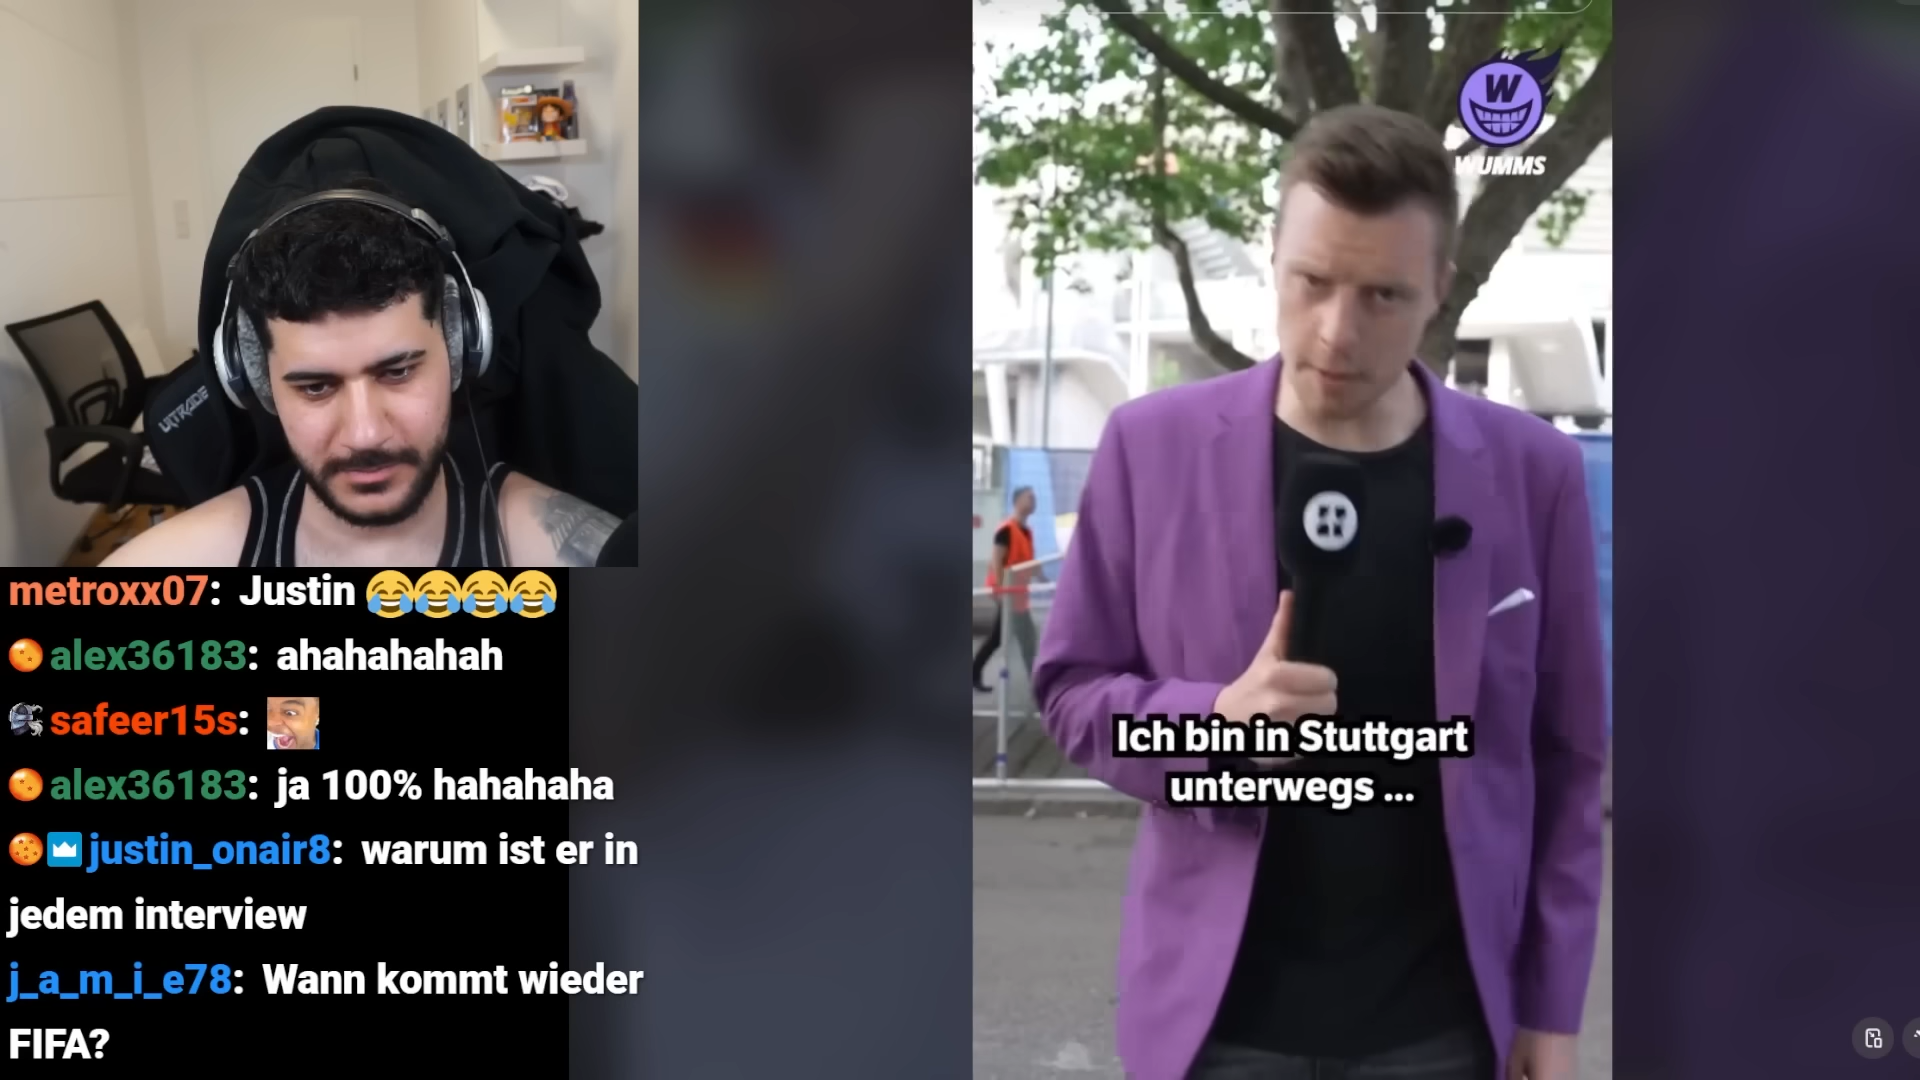 W
WUMMS
ULTRADE
metroxx07: Justin 😂😂😂😂
alex36183: ahahahahah
safeer15s:
alex36183: ja 100% hahahaha
justin_onair8: warum ist er in
jedem interview
j_a_m_i_e78: Wann kommt wieder
FIFA?
Ich bin in Stuttgart
unterwegs ...